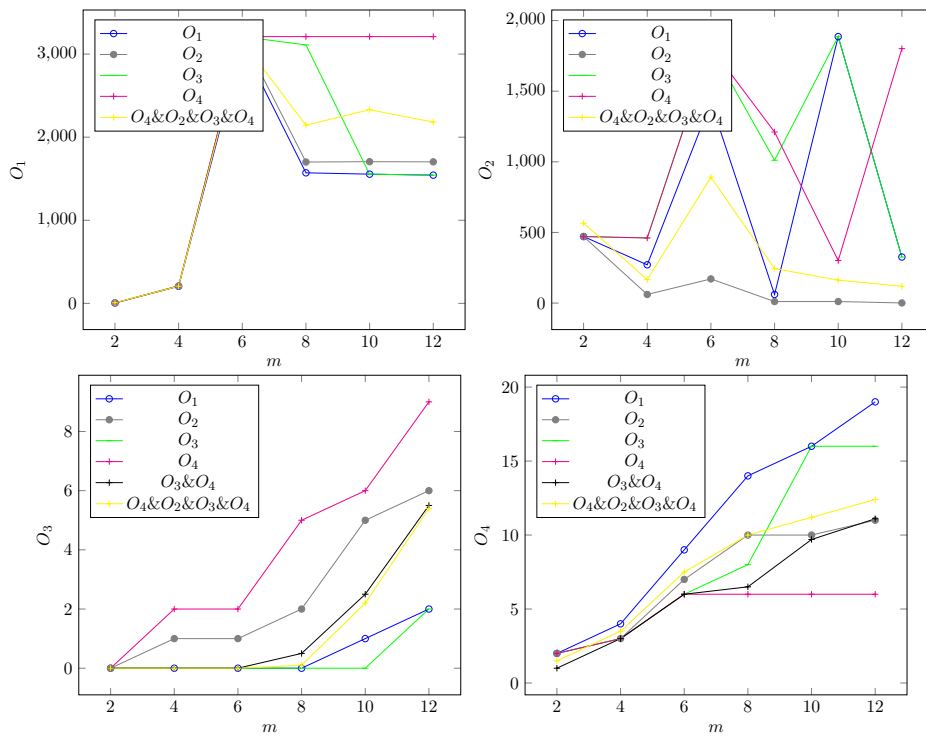 3,000
2,000
1,000
0
O₁
O₁
O₂
O₃
O₄
O₄&O₂&O₃&O₄
2 4 6 8 10 12
m
2,000
1,500
1,000
500
0
O₂
O₁
O₂
O₃
O₄
O₄&O₂&O₃&O₄
2 4 6 8 10 12
m
8
6
4
2
0
O₃
O₁
O₂
O₃
O₄
O₃&O₄
O₄&O₂&O₃&O₄
2 4 6 8 10 12
m
20
15
10
5
0
O₄
O₁
O₂
O₃
O₄
O₃&O₄
O₄&O₂&O₃&O₄
2 4 6 8 10 12
m